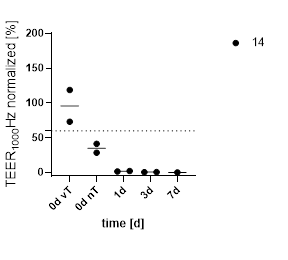 TEER1000Hz normalized [%]
200
150
100
50
0
0d vT
0d nT
1d
3d
7d
time [d]
14